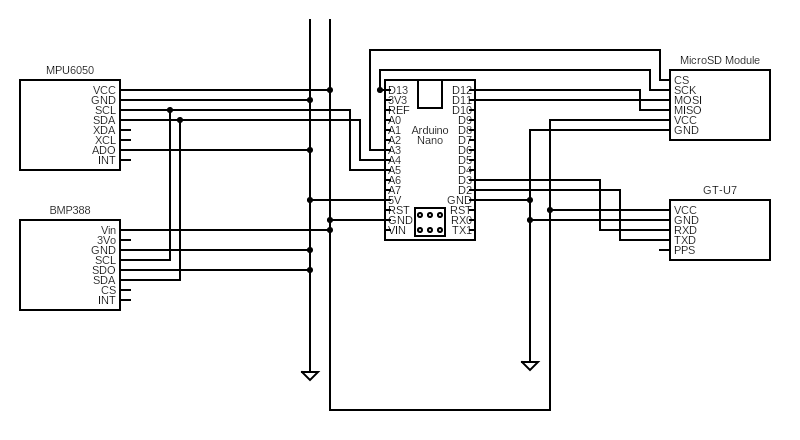 MPU6050
VCC
GND
SCL
SDA
XDA
XCL
ADO
INT
BMP388
Vin
3Vo
GND
SCL
SDO
SDA
CS
INT
D13
3V3
REF
A0
A1
A2
A3
A4
A5
A6
A7
5V
RST
GND
VIN
Arduino
Nano
D12
D11
D10
D9
D8
D7
D6
D5
D4
D3
D2
GND
RST
RX0
TX1
MicroSD Module
CS
SCK
MOSI
MISO
VCC
GND
GT-U7
VCC
GND
RXD
TXD
PPS